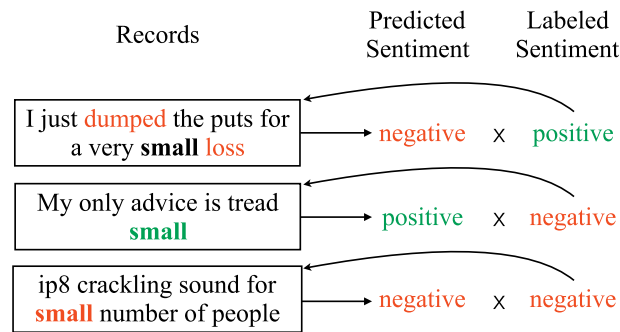 Records
Predicted Sentiment
Labeled Sentiment
I just dumped the puts for
a very small loss
negative x positive
My only advice is tread
small
positive x negative
ip8 crackling sound for
small number of people
negative x negative